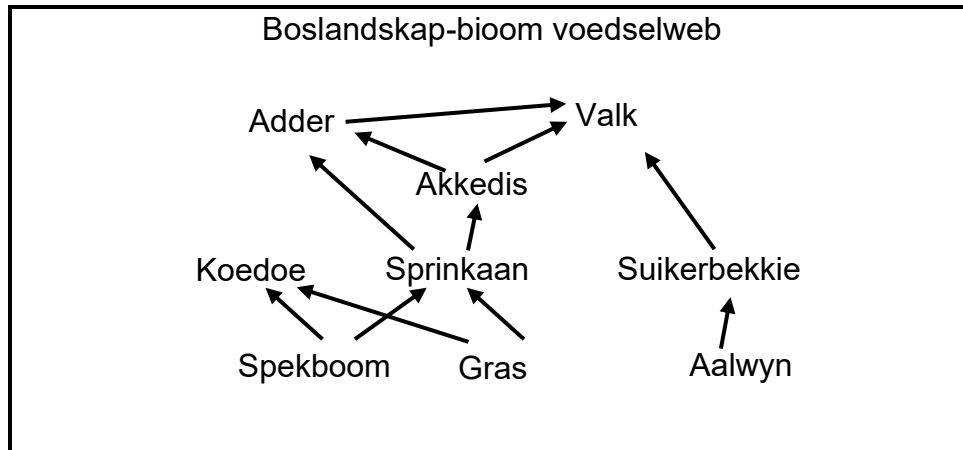 Boslandskap-bioom voedselweb
Adder
Valk
Akkedis
Koedoe
Sprinkaan
Suikerbekkie
Spekboom
Gras
Aalwyn